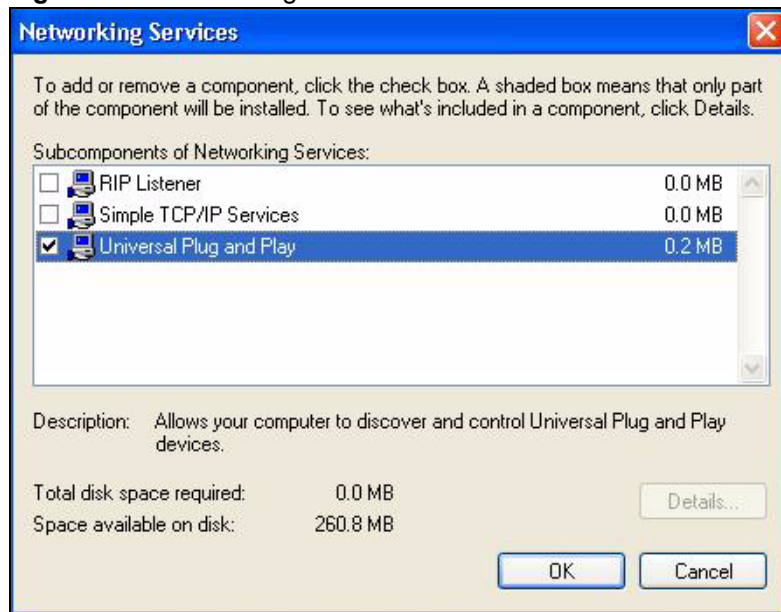 Networking Services
To add or remove a component, click the check box. A shaded box means that only part
of the component will be installed. To see what's included in a component, click Details.
Subcomponents of Networking Services:
RIP Listener 0.0 MB
Simple TCP/IP Services 0.0 MB
Universal Plug and Play 0.2 MB
Description: Allows your computer to discover and control Universal Plug and Play
devices.
Total disk space required: 0.0 MB
Details...
Space available on disk: 260.8 MB
OK Cancel